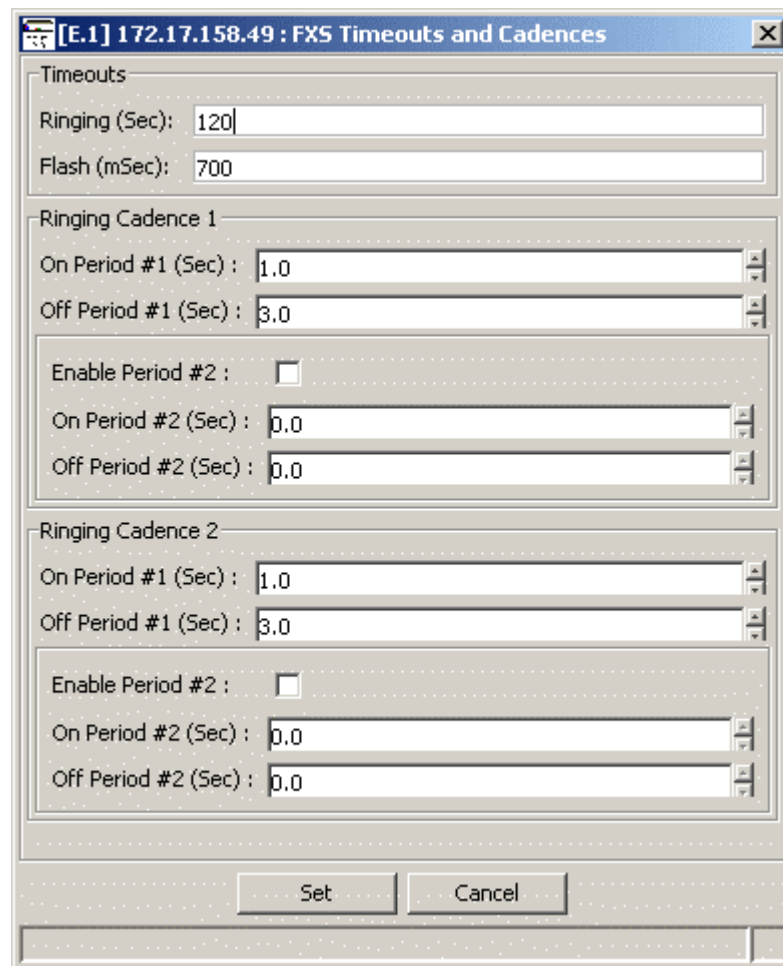 [E.1] 172.17.158.49 : FXS Timeouts and Cadences
Timeouts
Ringing (Sec): 120
Flash (mSec): 700
Ringing Cadence 1
On Period #1 (Sec) : 1.0
Off Period #1 (Sec) : 3.0
Enable Period #2 :
On Period #2 (Sec) : 0.0
Off Period #2 (Sec) : 0.0
Ringing Cadence 2
On Period #1 (Sec) : 1.0
Off Period #1 (Sec) : 3.0
Enable Period #2 :
On Period #2 (Sec) : 0.0
Off Period #2 (Sec) : 0.0
Set Cancel